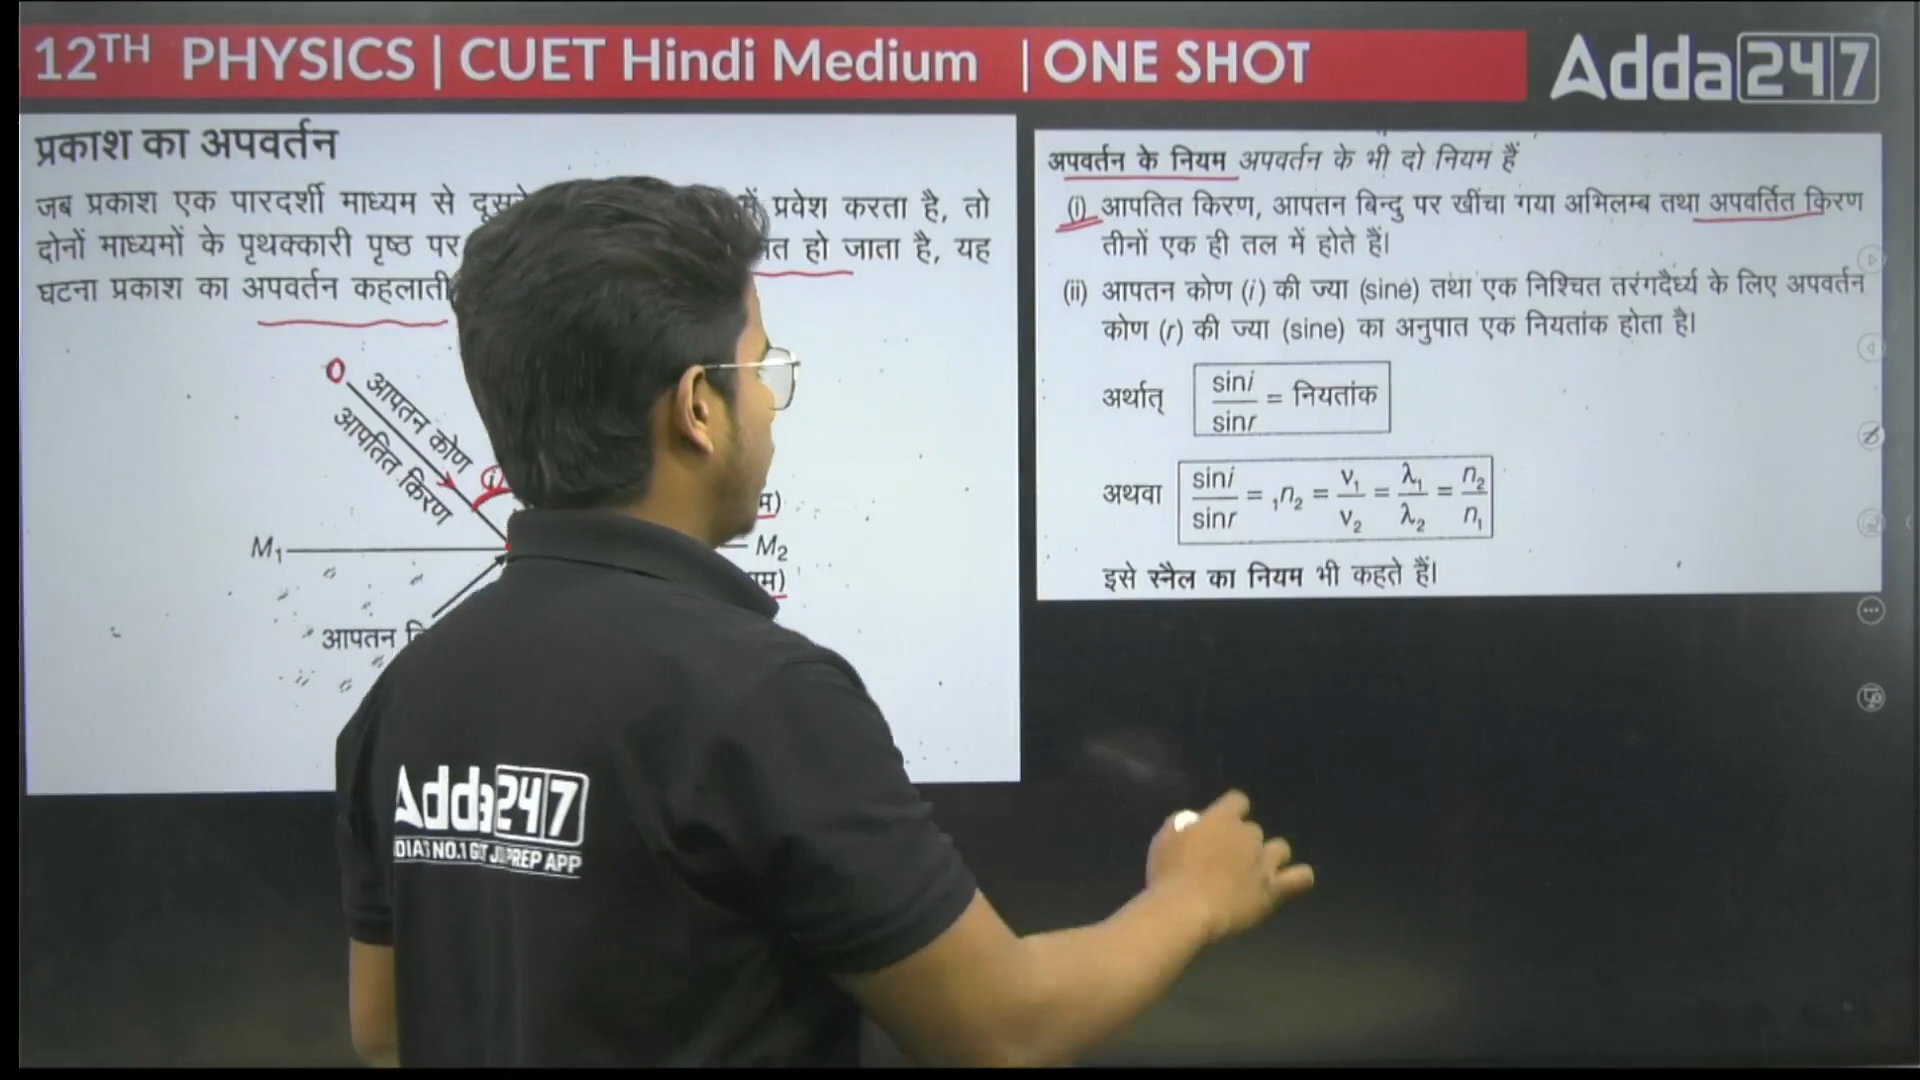 12TH PHYSICS | CUET Hindi Medium | ONE SHOT
Adda247
प्रकाश का अपवर्तन
जब प्रकाश एक पारदर्शी माध्यम से में प्रवेश करता है, तो
दोनों माध्यमों के पृथक्कारी पृष्ठ पर हो जाता है, यह
घटना प्रकाश का अपवर्तन कहलाती
आपतन कोण
आपतित किरण
i
M₁
M₂
आपतन
अपवर्तन के नियम अपवर्तन के भी दो नियम हैं
(i) आपतित किरण, आपतन बिन्दु पर खींचा गया अभिलम्ब तथा अपवर्तित किरण
तीनों एक ही तल में होते हैं।
(ii) आपतन कोण (i) की ज्या (sine) तथा एक निश्चित तरंगदैर्ध्य के लिए अपवर्तन
कोण (r) की ज्या (sine) का अनुपात एक नियतांक होता है।
अर्थात् sini/sinr = नियतांक
अथवा sini/sinr = ₁n₂ = v₁/v₂ = λ₁/λ₂ = n₂/n₁
इसे स्नैल का नियम भी कहते हैं।
Adda247
PREP APP